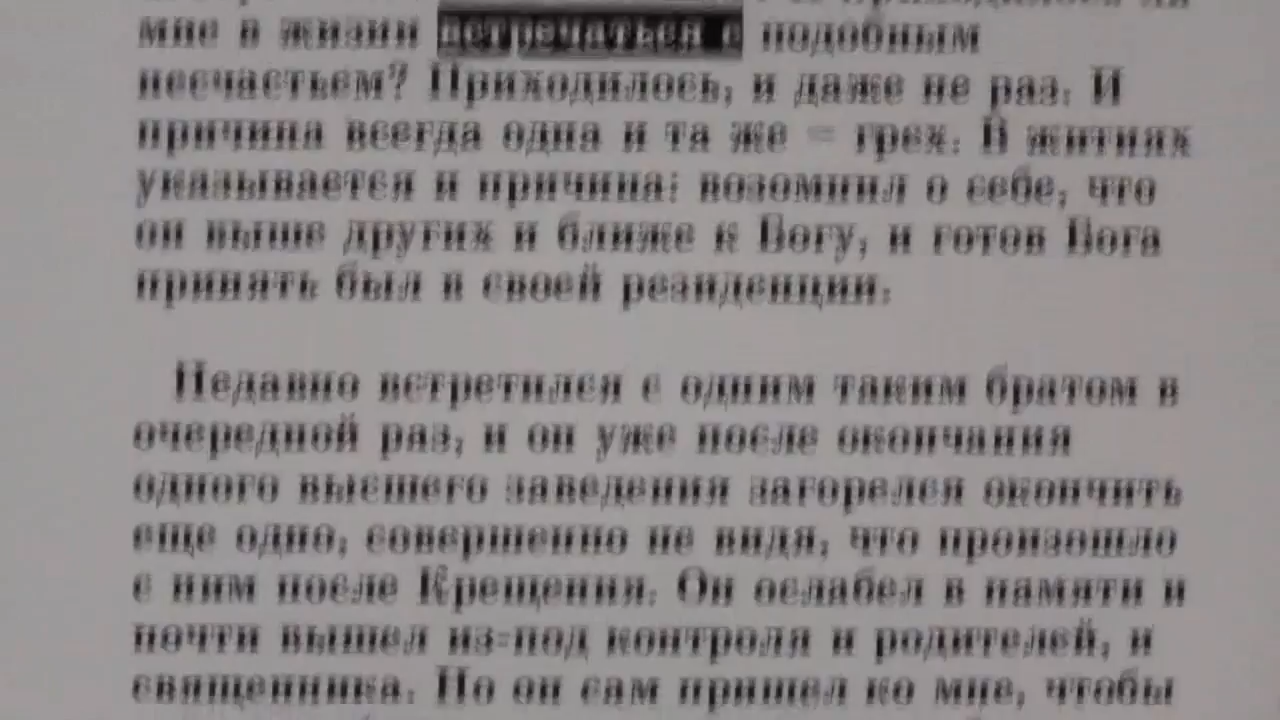 мне в жизни встречаться с подобным
несчастьем? Приходилось, и даже не раз. И
причина всегда одна и та же - грех. В житиях
указывается и причина: возомнил о себе, что
он выше других и ближе к Богу, и готов Бога
принять был в своей резиденции.
Недавно встретился с одним таким братом в
очередной раз, и он уже после окончания
одного высшего заведения загорелся окончить
еще одно, совершенно не видя, что произошло
с ним после Крещения. Он ослабел в памяти и
почти вышел из-под контроля и родителей, и
священника. Но он сам пришел ко мне, чтобы